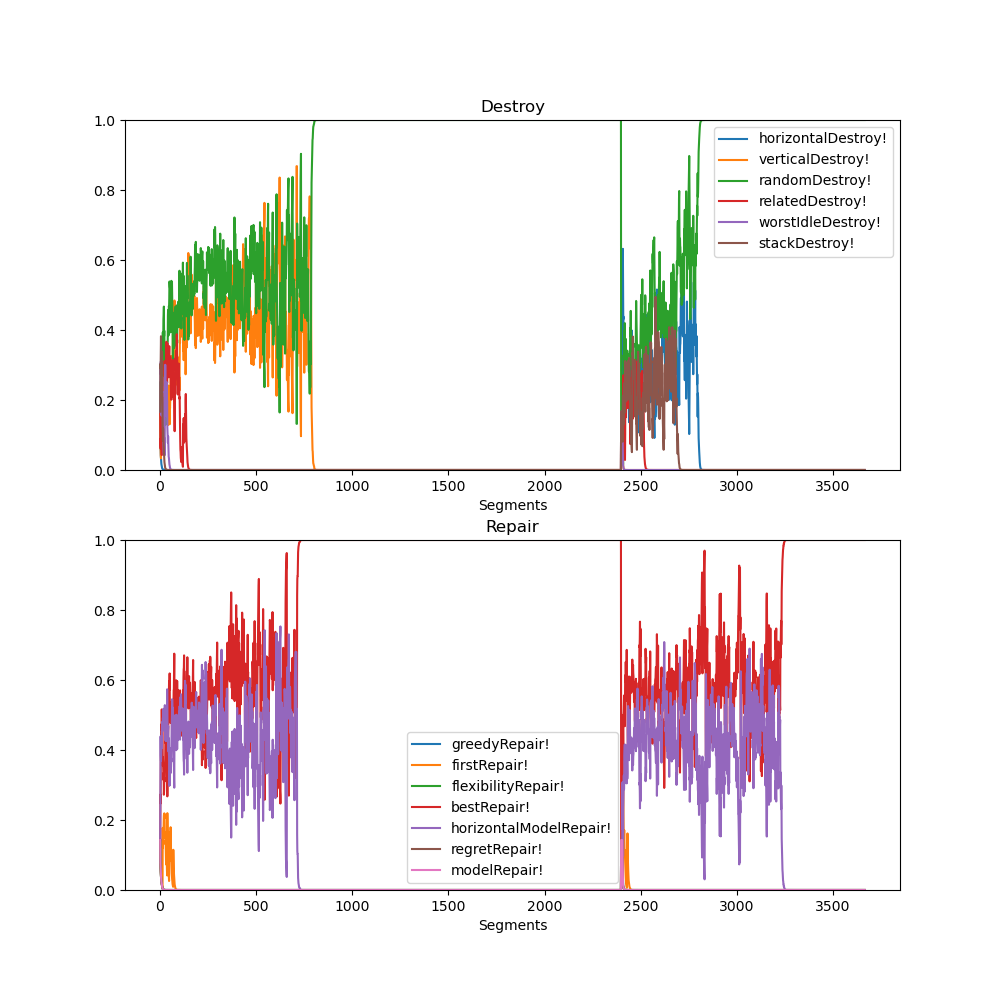 Destroy
1.0
0.8
0.6
0.4
0.2
0.0
horizontalDestroy!
verticalDestroy!
randomDestroy!
relatedDestroy!
worstIdleDestroy!
stackDestroy!
0 500 1000 1500 2000 2500 3000 3500
Segments
Repair
1.0
0.8
0.6
0.4
0.2
0.0
greedyRepair!
firstRepair!
flexibilityRepair!
bestRepair!
horizontalModelRepair!
regretRepair!
modelRepair!
0 500 1000 1500 2000 2500 3000 3500
Segments